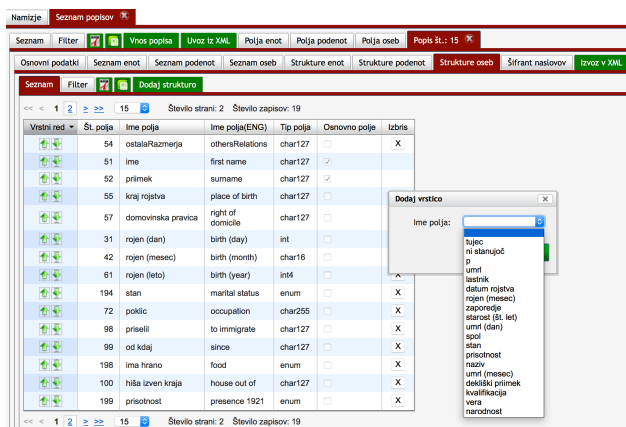 Namizje Seznam popisov
Seznam Filter Vnos popisa Uvoz iz XML Polja enot Polja podenot Polja oseb Popis št.: 15
Osnovni podatki Seznam enot Seznam podenot Seznam oseb Strukture enot Strukture podenot Strukture oseb Šifrant naslovov Izvoz v XML
Seznam Filter Dodaj strukturo
<< < 1 2 > >> 15 Število strani: 2 Število zapisov: 19
Vrstni red Št. polja Ime polja Ime polja(ENG) Tip polja Osnovno polje Izbris
54 ostalaRazmerja othersRelations char127 X
51 ime first name char127
52 priimek surname char127
55 kraj rojstva place of birth char127
57 domovinska pravica right of domicile char127
31 rojen (dan) birth (day) int
42 rojen (mesec) birth (month) char16
61 rojen (leto) birth (year) int4 X
194 stan marital status enum X
72 poklic occupation char255 X
98 priselil to immigrate char127 X
99 od kdaj since char127 X
198 ima hrano food enum X
100 hiša izven kraja house out of char127 X
199 prisotnost presence 1921 enum X
<< < 1 2 > >> 15 Število strani: 2 Število zapisov: 19
Dodaj vrstico X
Ime polja:
tujec
ni stanujoč
p
umrl
lastnik
datum rojstva
rojen (mesec)
zaporedje
starost (št. let)
umrl (dan)
spol
stan
prisotnost
naziv
umrl (mesec)
dekliški priimek
kvalifikacija
vera
narodnost